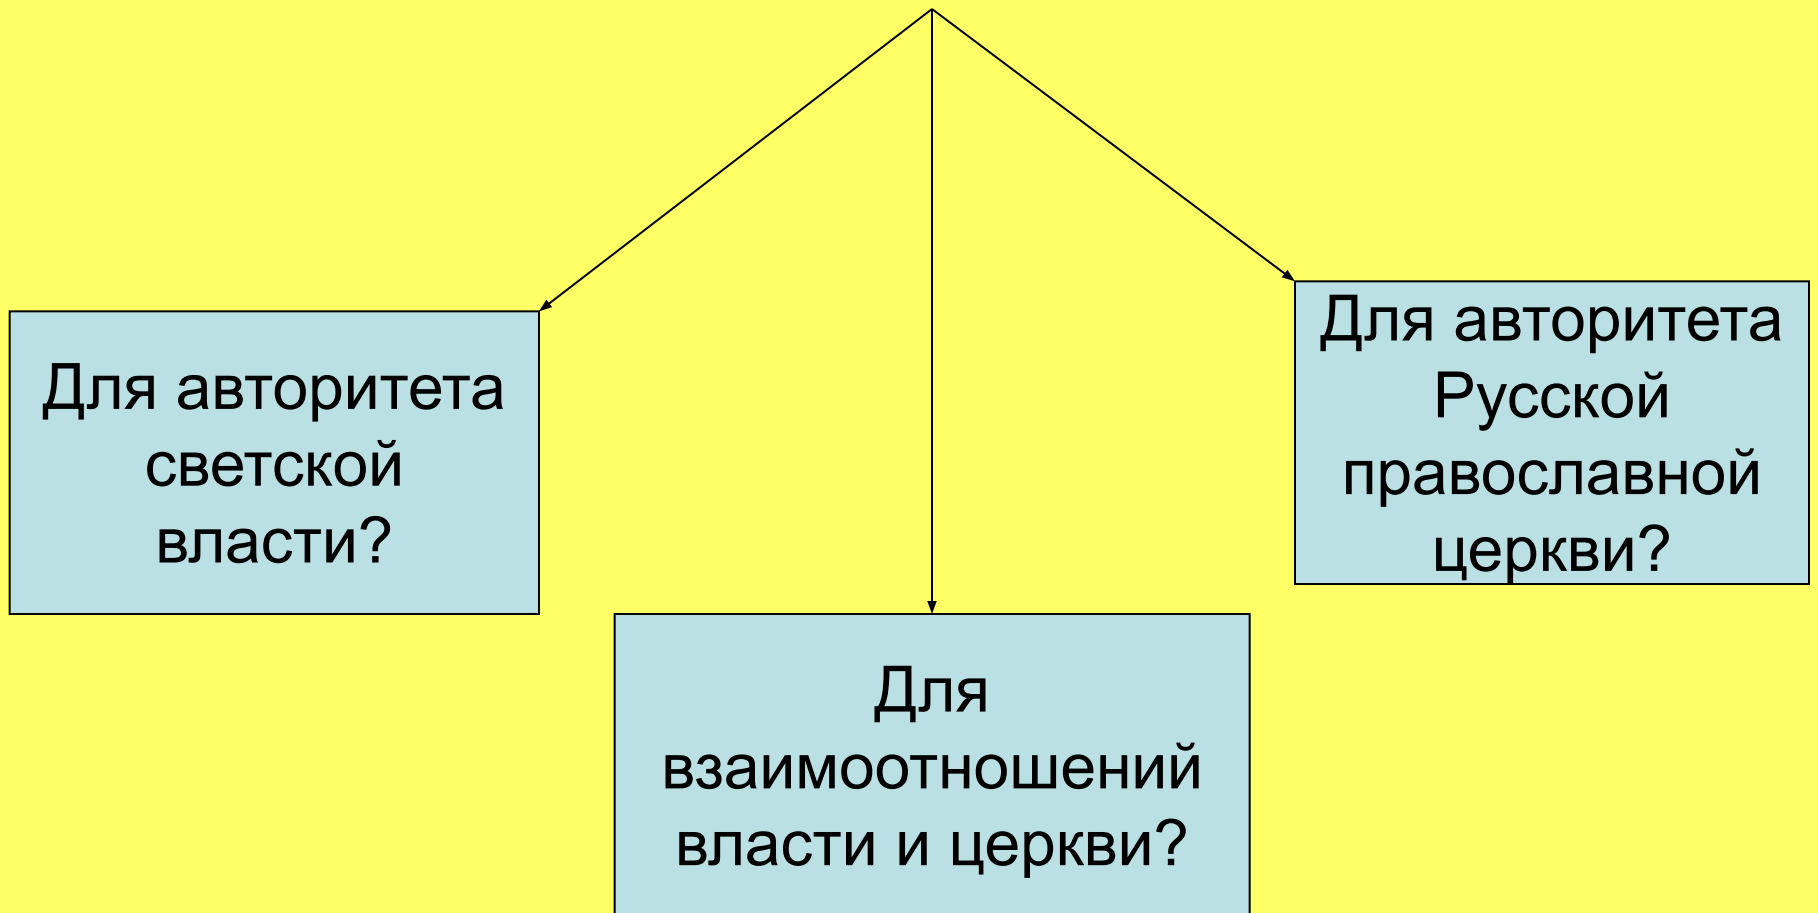 Для авторитета
светской
власти?
Для
взаимоотношений
власти и церкви?
Для авторитета
Русской
православной
церкви?